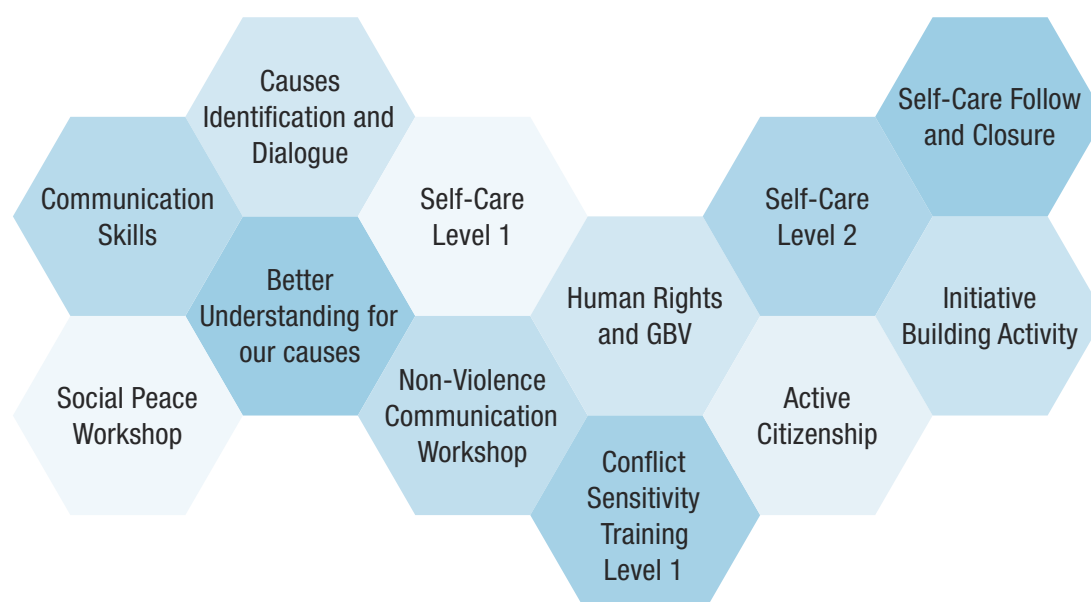 Causes
Identification and
Dialogue
Self-Care Follow
and Closure
Communication
Skills
Self-Care
Level 1
Self-Care
Level 2
Better
Understanding for
our causes
Human Rights
and GBV
Initiative
Building Activity
Social Peace
Workshop
Non-Violence
Communication
Workshop
Active
Citizenship
Conflict
Sensitivity
Training
Level 1